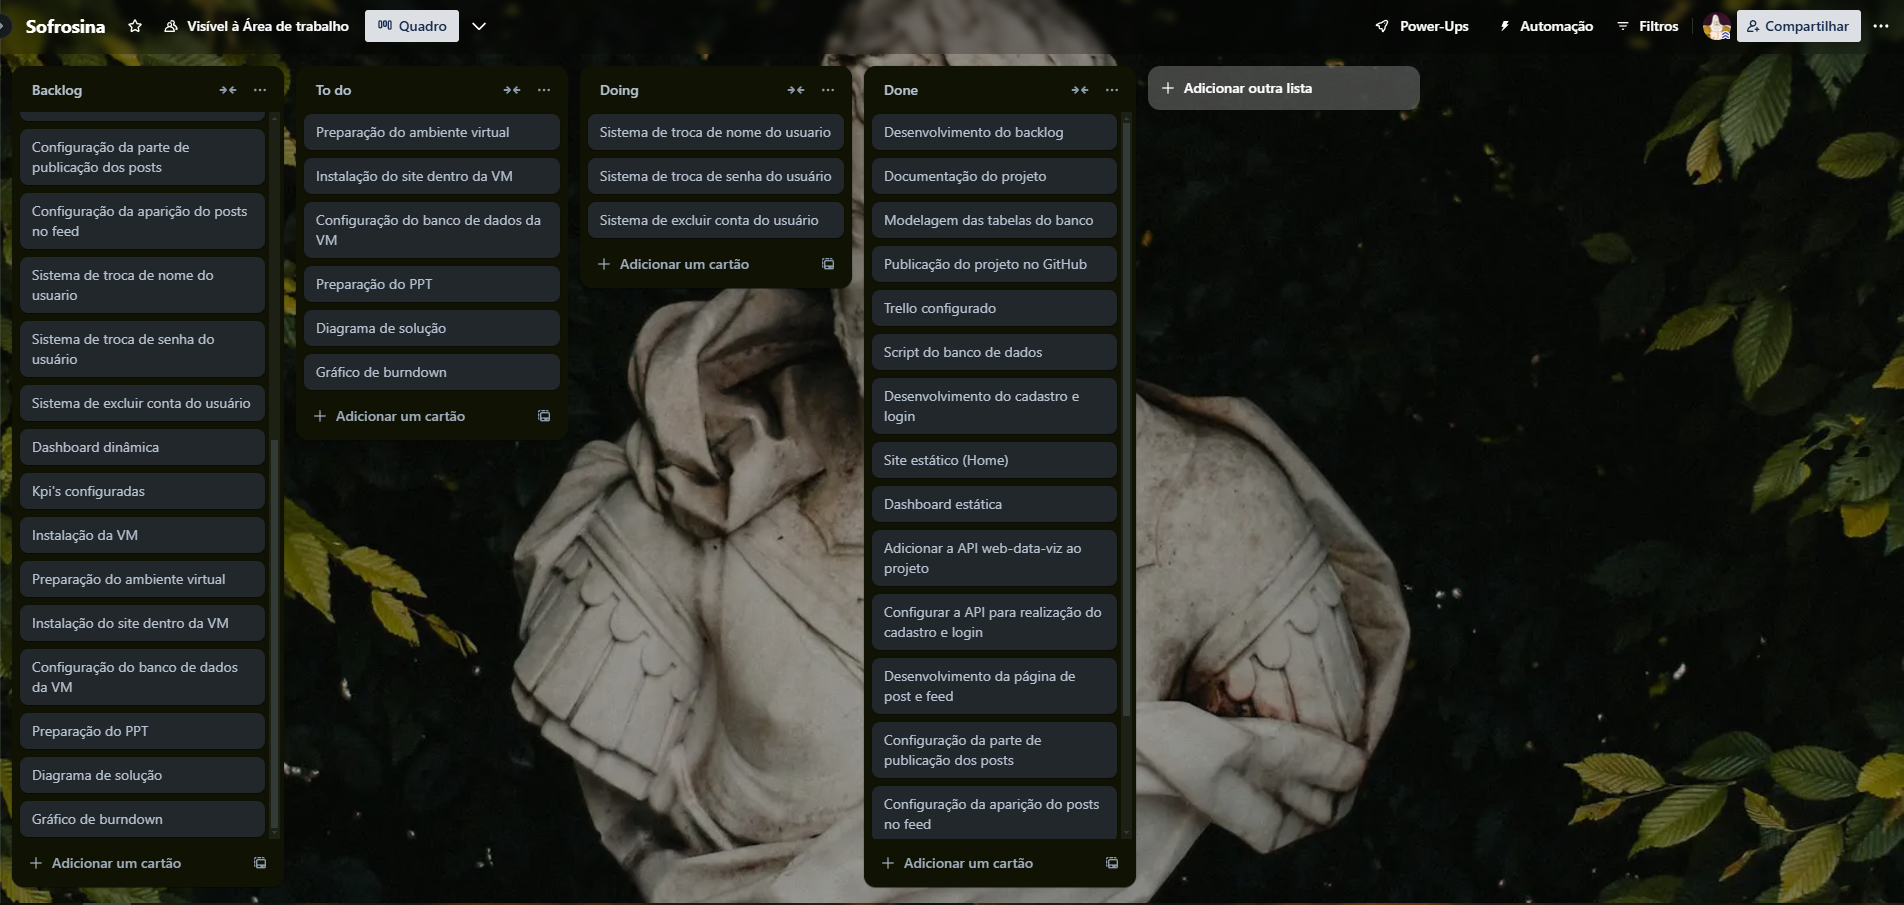 Sofrosina
Visível à Área de trabalho
Quadro
Power-Ups
Automação
Filtros
Compartilhar
Backlog
Configuração da parte de
publicação dos posts
Configuração da aparição do posts
no feed
Sistema de troca de nome do
usuario
Sistema de troca de senha do
usuário
Sistema de excluir conta do usuário
Dashboard dinâmica
Kpi's configuradas
Instalação da VM
Preparação do ambiente virtual
Instalação do site dentro da VM
Configuração do banco de dados
da VM
Preparação do PPT
Diagrama de solução
Gráfico de burndown
Adicionar um cartão
To do
Preparação do ambiente virtual
Instalação do site dentro da VM
Configuração do banco de dados da
VM
Preparação do PPT
Diagrama de solução
Gráfico de burndown
Adicionar um cartão
Doing
Sistema de troca de nome do usuario
Sistema de troca de senha do usuário
Sistema de excluir conta do usuário
Adicionar um cartão
Done
Desenvolvimento do backlog
Documentação do projeto
Modelagem das tabelas do banco
Publicação do projeto no GitHub
Trello configurado
Script do banco de dados
Desenvolvimento do cadastro e
login
Site estático (Home)
Dashboard estática
Adicionar a API web-data-viz ao
projeto
Configurar a API para realização do
cadastro e login
Desenvolvimento da página de
post e feed
Configuração da parte de
publicação dos posts
Configuração da aparição do posts
no feed
Adicionar um cartão
Adicionar outra lista